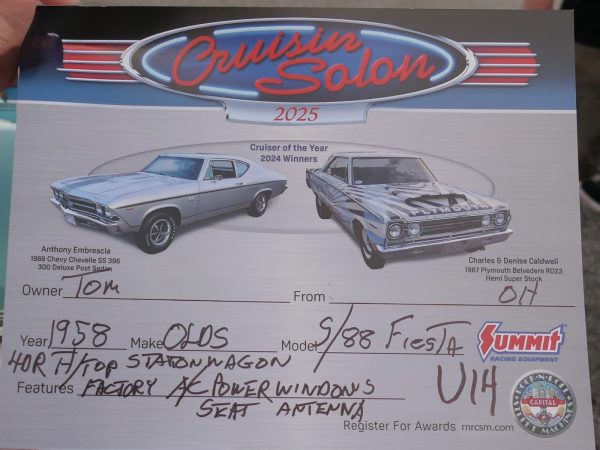 Cruisin
Solon
2025
Cruiser of the Year
2024 Winners
Anthony Embrescia
1969 Chevy Chevelle SS 396
300 Deluxe Post Sedan
Charles & Denise Caldwell
1967 Plymouth Belvedere RO23
Hemi Super Stock
Owner Tom From OH
Year 1958 Make OLDS Model S/88 FIESTA
4DR H/TOP STATONWAGON
Features FACTORY A/C POWER WINDOWS
SEAT ANTENNA
SUMMIT
RACING EQUIPMENT
U14
CAPITAL
Register For Awards rnrcsm.com